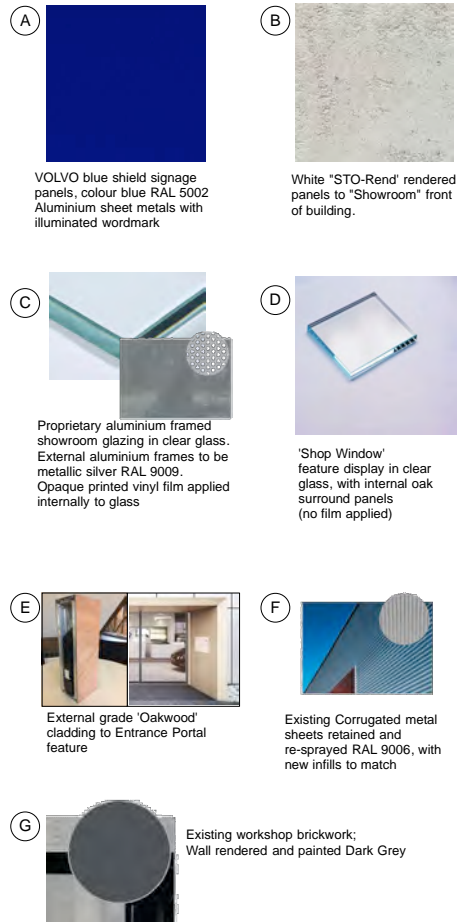 A
VOLVO blue shield signage
panels, colour blue RAL 5002
Aluminium sheet metals with
illuminated wordmark
B
White "STO-Rend' rendered
panels to "Showroom" front
of building.
C
Proprietary aluminium framed
showroom glazing in clear glass.
External aluminium frames to be
metallic silver RAL 9009.
Opaque printed vinyl film applied
internally to glass
D
'Shop Window'
feature display in clear
glass, with internal oak
surround panels
(no film applied)
E
External grade 'Oakwood'
cladding to Entrance Portal
feature
F
Existing Corrugated metal
sheets retained and
re-sprayed RAL 9006, with
new infills to match
G
Existing workshop brickwork;
Wall rendered and painted Dark Grey